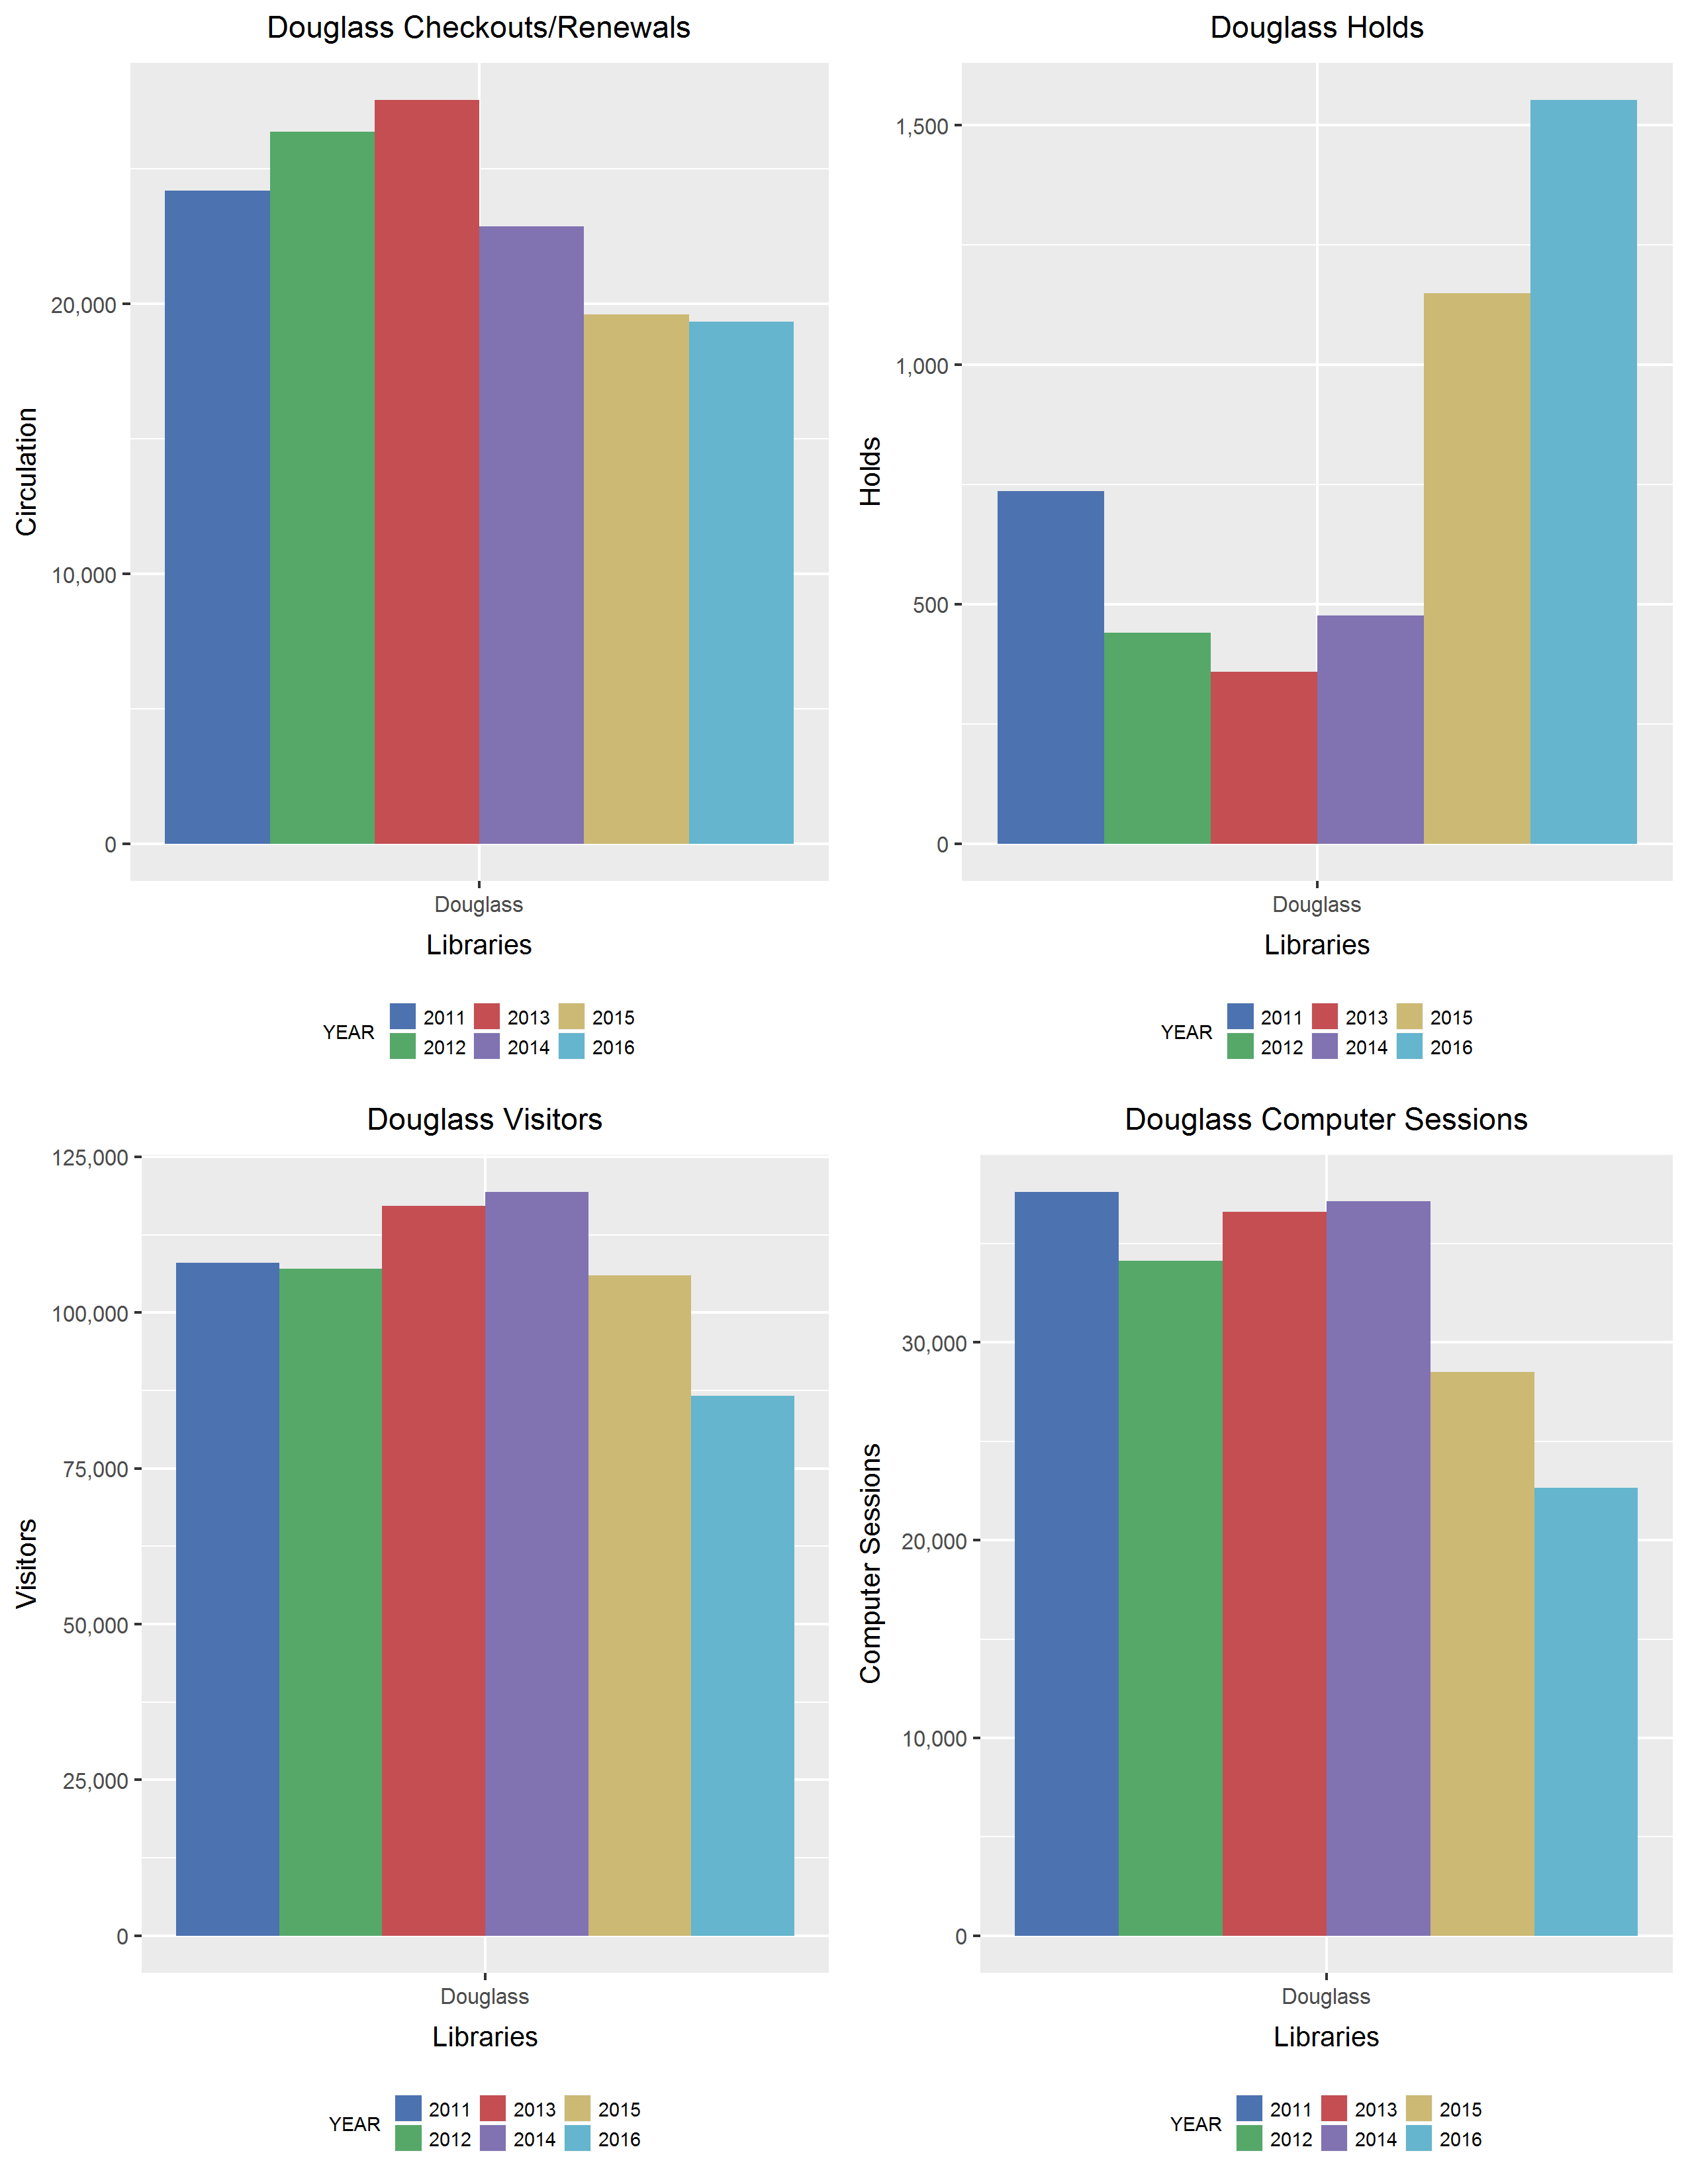 Douglass Checkouts/Renewals
Circulation
20,000
10,000
0
Douglass
Libraries
YEAR 2011 2013 2015
2012 2014 2016
Douglass Holds
Holds
1,500
1,000
500
0
Douglass
Libraries
YEAR 2011 2013 2015
2012 2014 2016
Douglass Visitors
Visitors
125,000
100,000
75,000
50,000
25,000
0
Douglass
Libraries
YEAR 2011 2013 2015
2012 2014 2016
Douglass Computer Sessions
Computer Sessions
30,000
20,000
10,000
0
Douglass
Libraries
YEAR 2011 2013 2015
2012 2014 2016